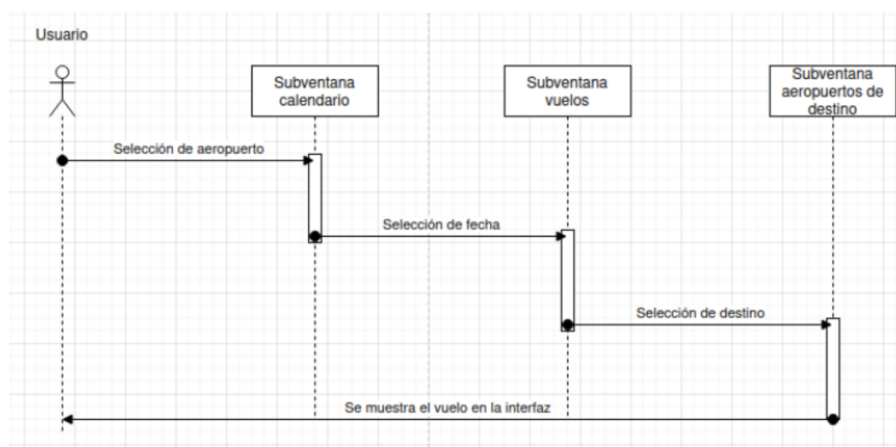 Usuario
Subventana
calendario
Subventana
vuelos
Subventana
aeropuertos de
destino
Selección de aeropuerto
Selección de fecha
Selección de destino
Se muestra el vuelo en la interfaz